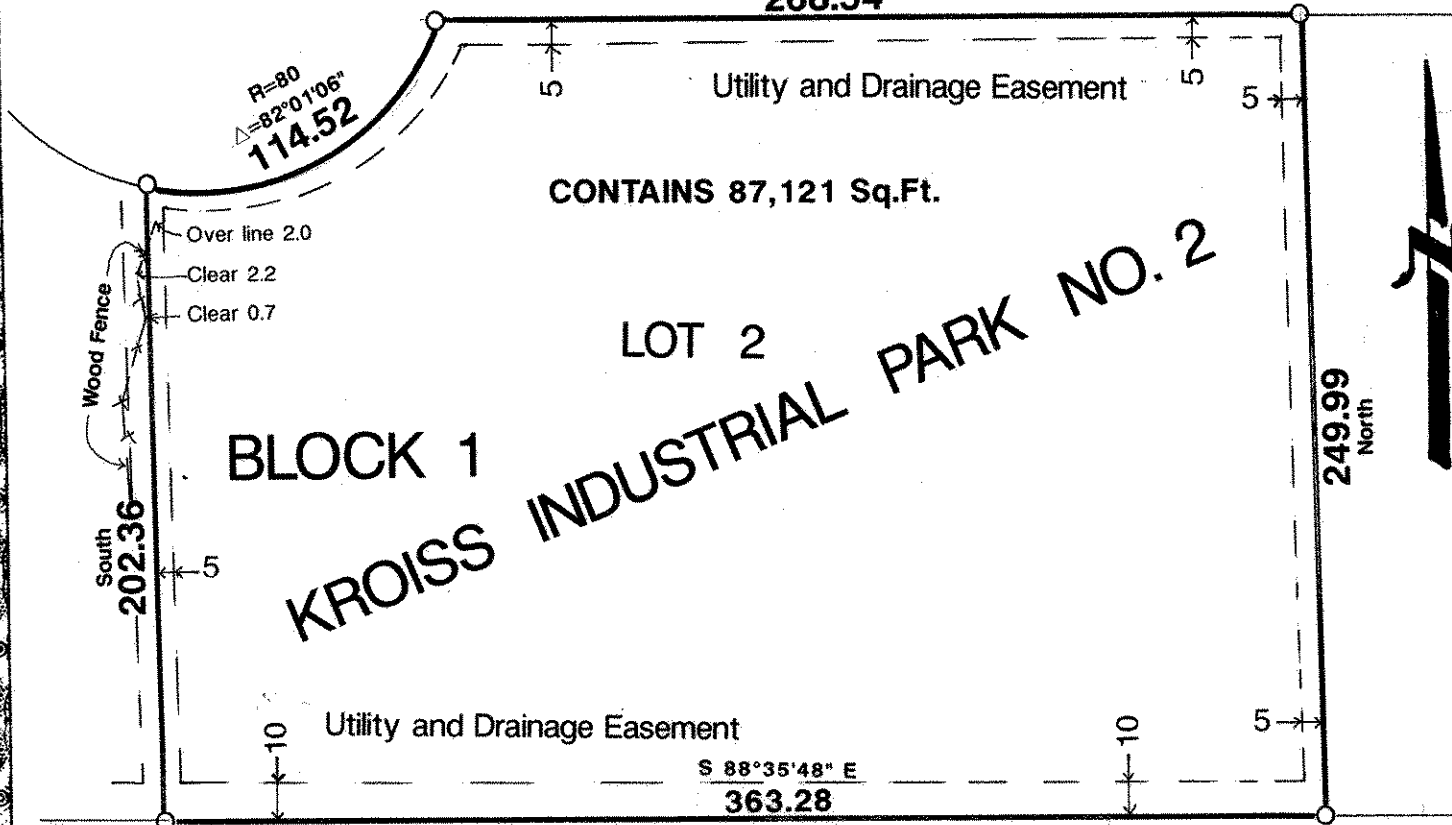 R=80
△=82°01'06"
114.52
5
Utility and Drainage Easement
5
5
CONTAINS 87,121 Sq.Ft.
Over line 2.0
Clear 2.2
Clear 0.7
Wood Fence
LOT 2
BLOCK 1
KROISS INDUSTRIAL PARK NO. 2
249.99
North
South
202.36
5
10
Utility and Drainage Easement
10
5
S 88°35'48" E
363.28